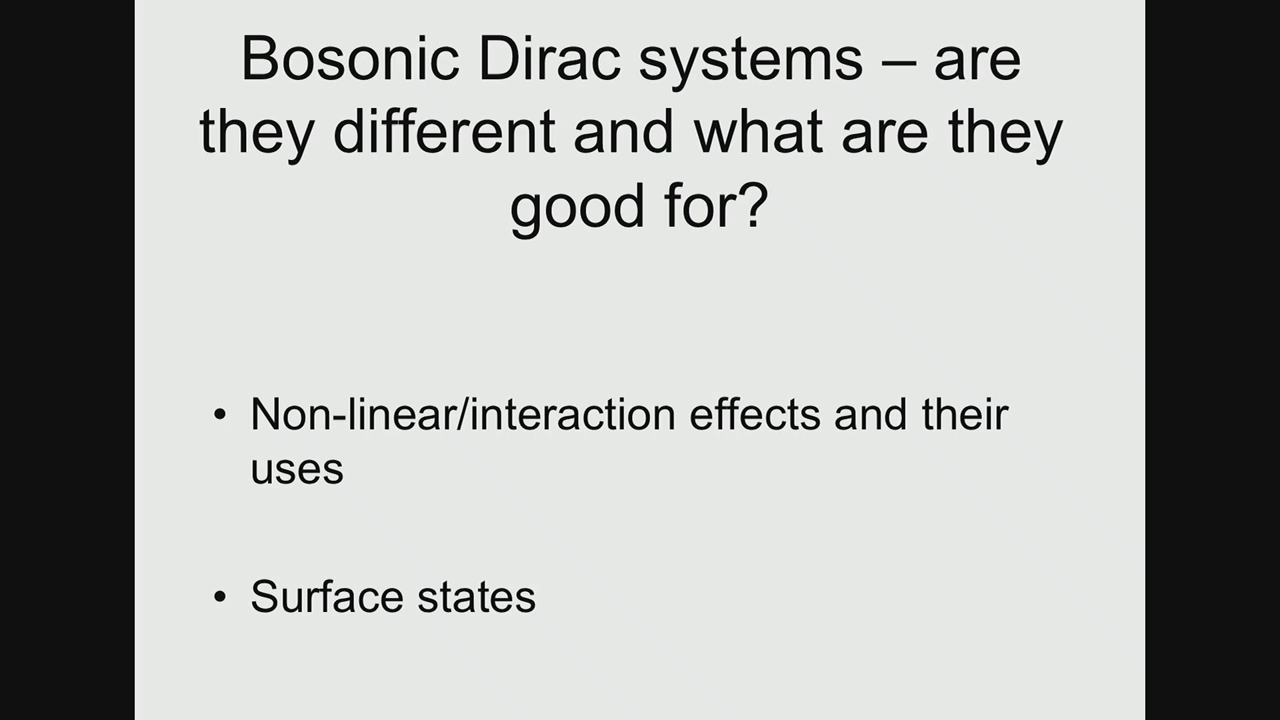 Bosonic Dirac systems – are
they different and what are they
good for?
• Non-linear/interaction effects and their
uses
• Surface states